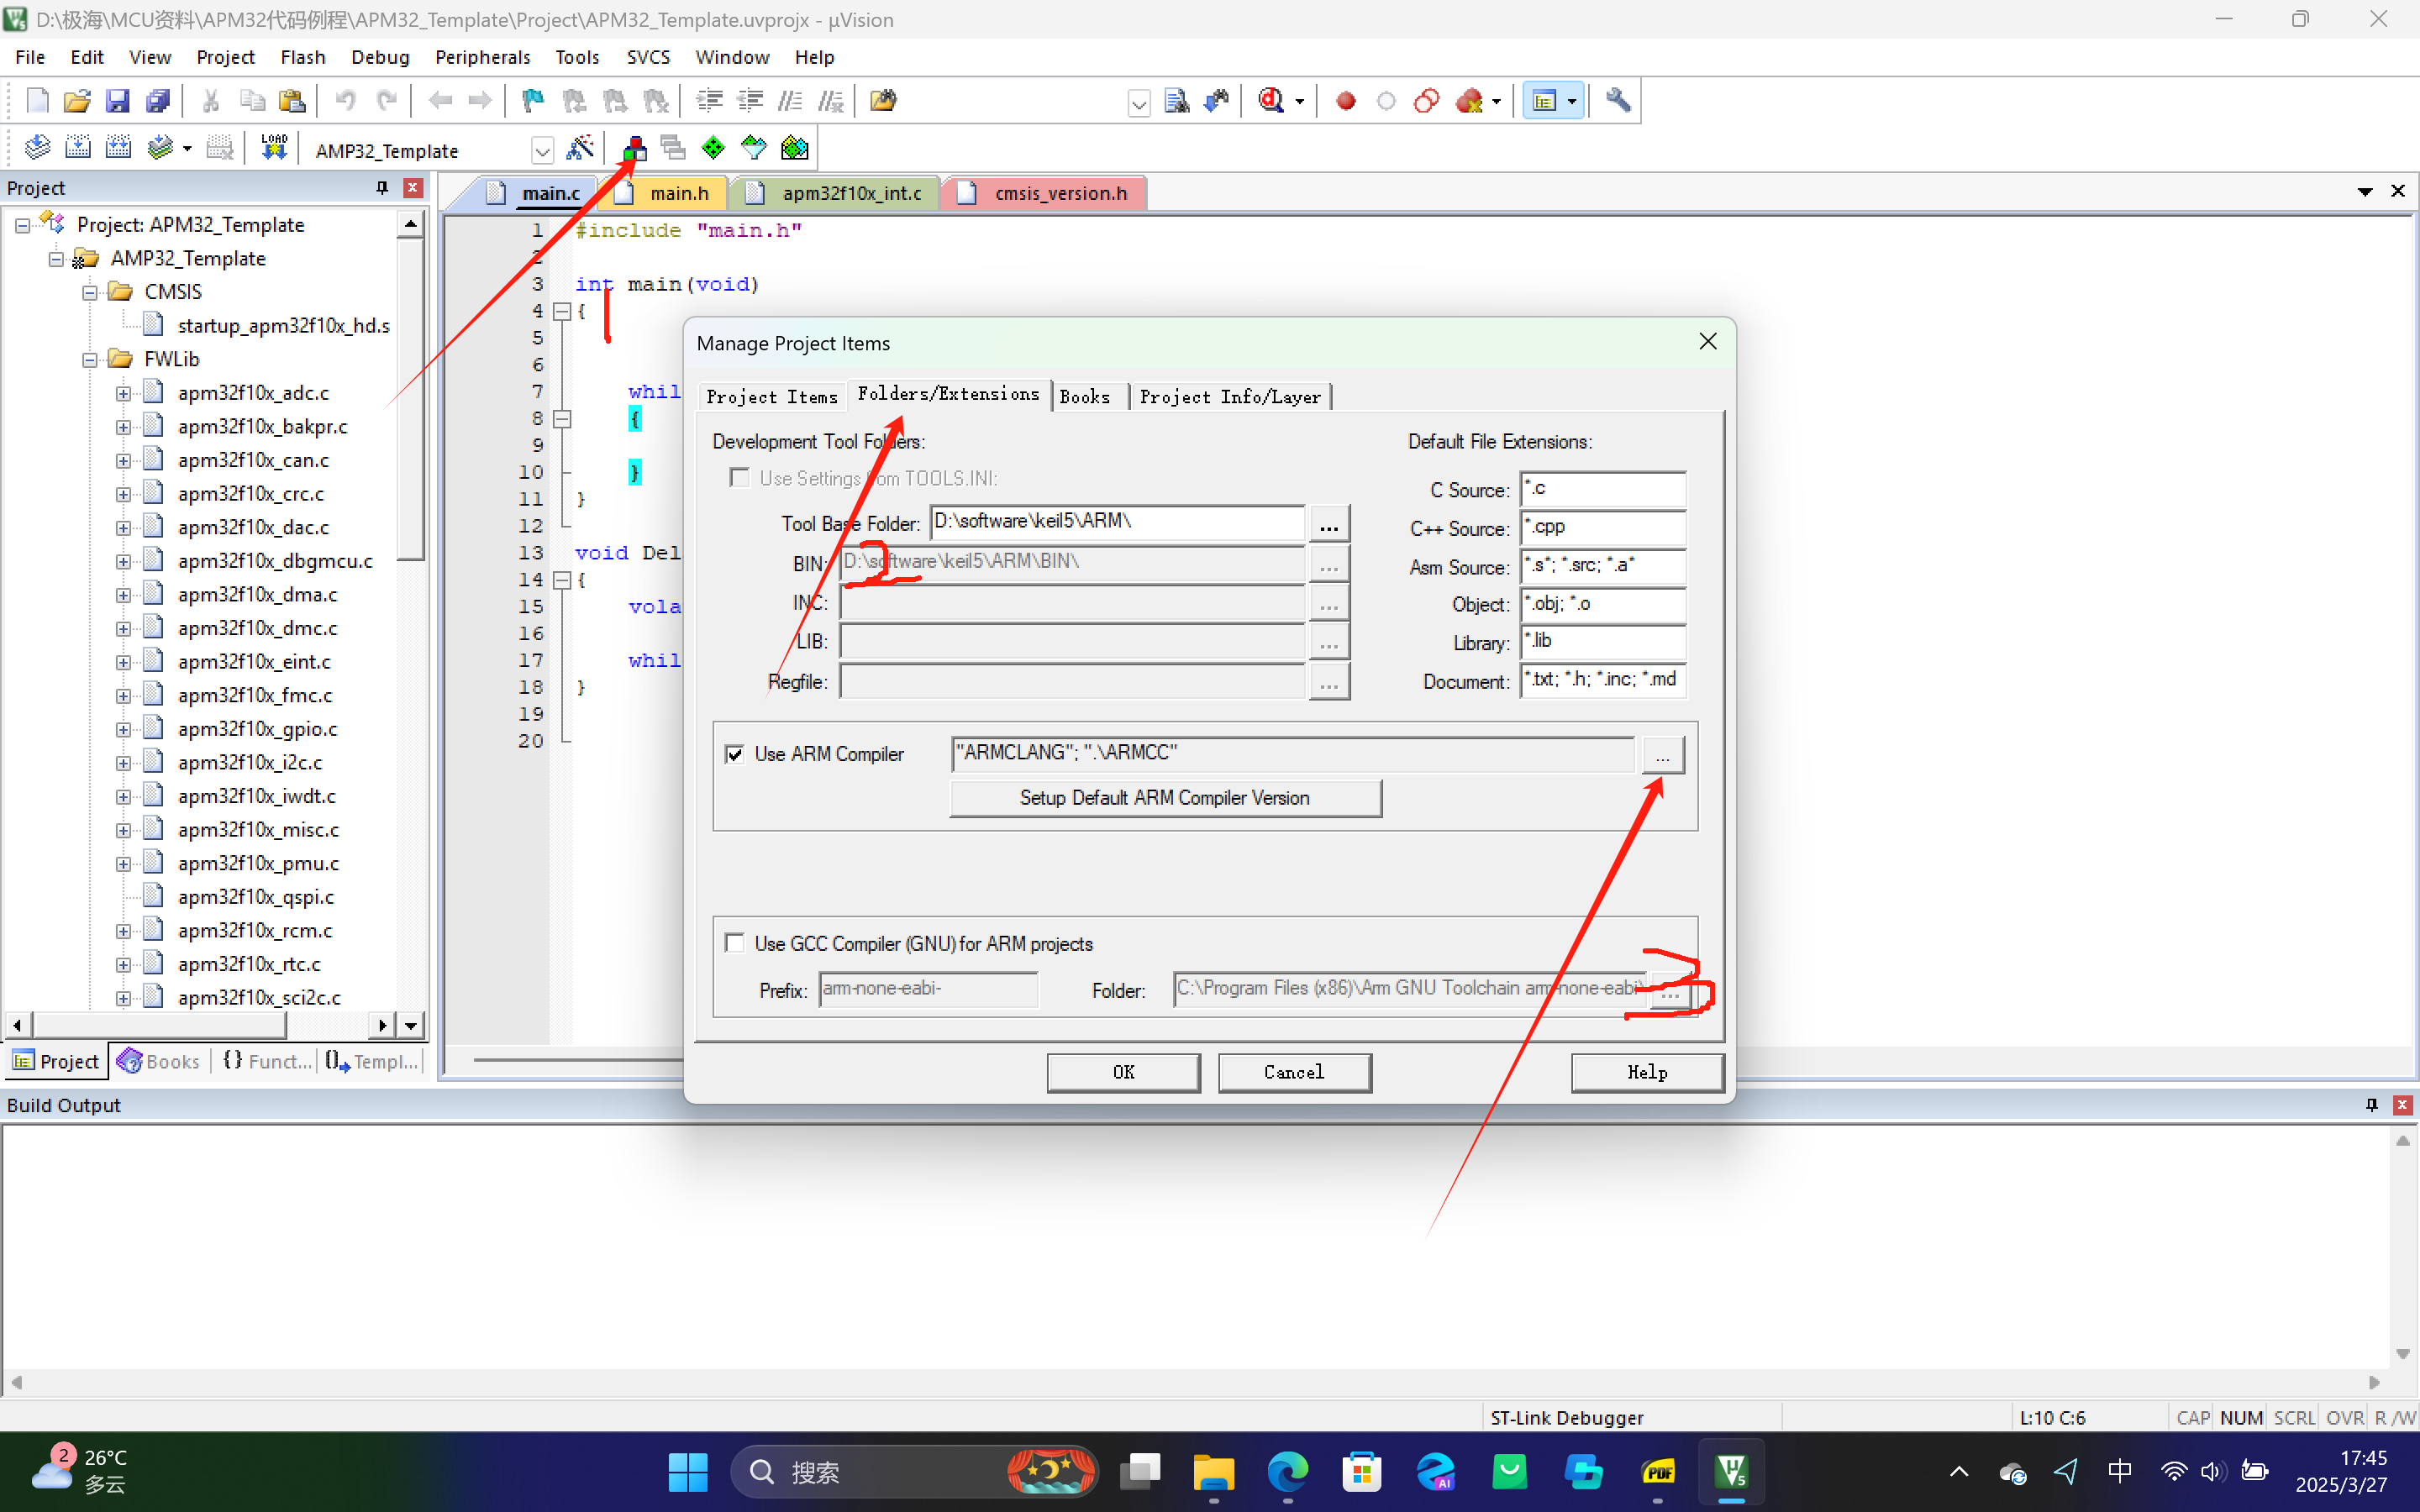 D:\极海\MCU资料\APM32代码例程\APM32_Template\Project\APM32_Template.uvprojx - µVision
File Edit View Project Flash Debug Peripherals Tools SVCS Window Help
LOAD
AMP32_Template
Project
main.c main.h apm32f10x_int.c cmsis_version.h
Project: APM32_Template
AMP32_Template
CMSIS
startup_apm32f10x_hd.s
FWLib
apm32f10x_adc.c
apm32f10x_bakpr.c
apm32f10x_can.c
apm32f10x_crc.c
apm32f10x_dac.c
apm32f10x_dbgmcu.c
apm32f10x_dma.c
apm32f10x_dmc.c
apm32f10x_eint.c
apm32f10x_fmc.c
apm32f10x_gpio.c
apm32f10x_i2c.c
apm32f10x_iwdt.c
apm32f10x_misc.c
apm32f10x_pmu.c
apm32f10x_qspi.c
apm32f10x_rcm.c
apm32f10x_rtc.c
apm32f10x_sci2c.c
Project Books {} Funct... {} Templ...
1 #include "main.h"
2
3 int main(void)
4 {
5
6
7 whil
8 {
9
10 }
11 }
12
13 void Del
14 {
15 vola
16
17 whil
18 }
19
20
Manage Project Items
Project Items Folders/Extensions Books Project Info/Layer
Development Tool Folders:
Use Settings from TOOLS.INI:
Tool Base Folder: D:\software\keil5\ARM\ ...
BIN: D:\software\keil5\ARM\BIN\ ...
INC: ...
LIB: ...
Regfile: ...
Default File Extensions:
C Source: *.c
C++ Source: *.cpp
Asm Source: *.s*; *.src; *.a*
Object: *.obj; *.o
Library: *.lib
Document: *.txt; *.h; *.inc; *.md
Use ARM Compiler "ARMCLANG"; ".\ARMCC" ...
Setup Default ARM Compiler Version
Use GCC Compiler (GNU) for ARM projects
Prefix: arm-none-eabi- Folder: C:\Program Files (x86)\Arm GNU Toolchain arm-none-eabi\ ...
OK Cancel Help
Build Output
ST-Link Debugger L:10 C:6 CAP NUM SCRL OVR R /W
2 26°C
多云
搜索
AI
PDF
中
17:45
2025/3/27